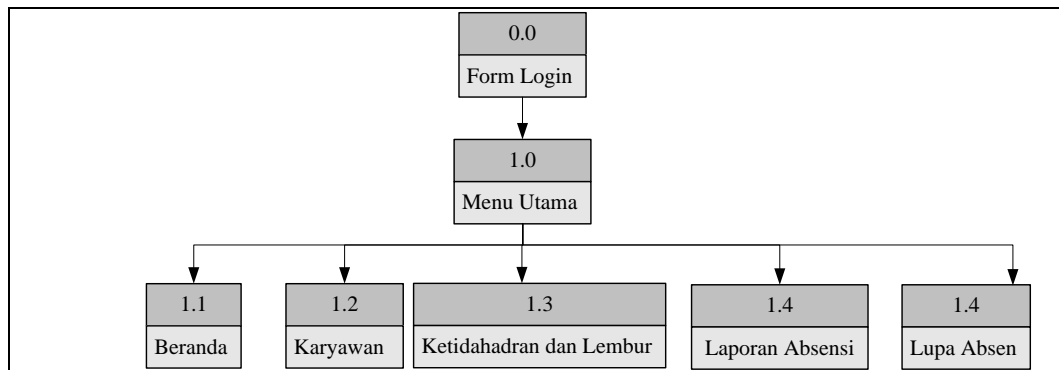 0.0
Form Login
1.0
Menu Utama
1.1
Beranda
1.2
Karyawan
1.3
Ketidahadran dan Lembur
1.4
Laporan Absensi
1.4
Lupa Absen